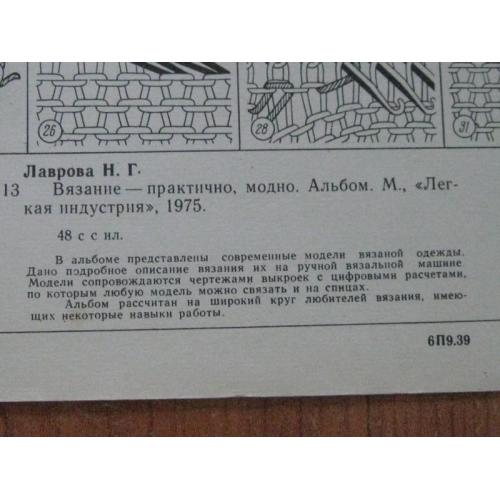 26
28
31
Лаврова Н. Г.
13 Вязание — практично, модно. Альбом. М., «Лег-
кая индустрия», 1975.
48 с с ил.
В альбоме представлены современные модели вязаной одежды.
Дано подробное описание вязания их на ручной вязальной машине.
Модели сопровождаются чертежами выкроек с цифровыми расчетами,
по которым любую модель можно связать и на спицах.
Альбом рассчитан на широкий круг любителей вязания, имею-
щих некоторые навыки работы.
6П9.39